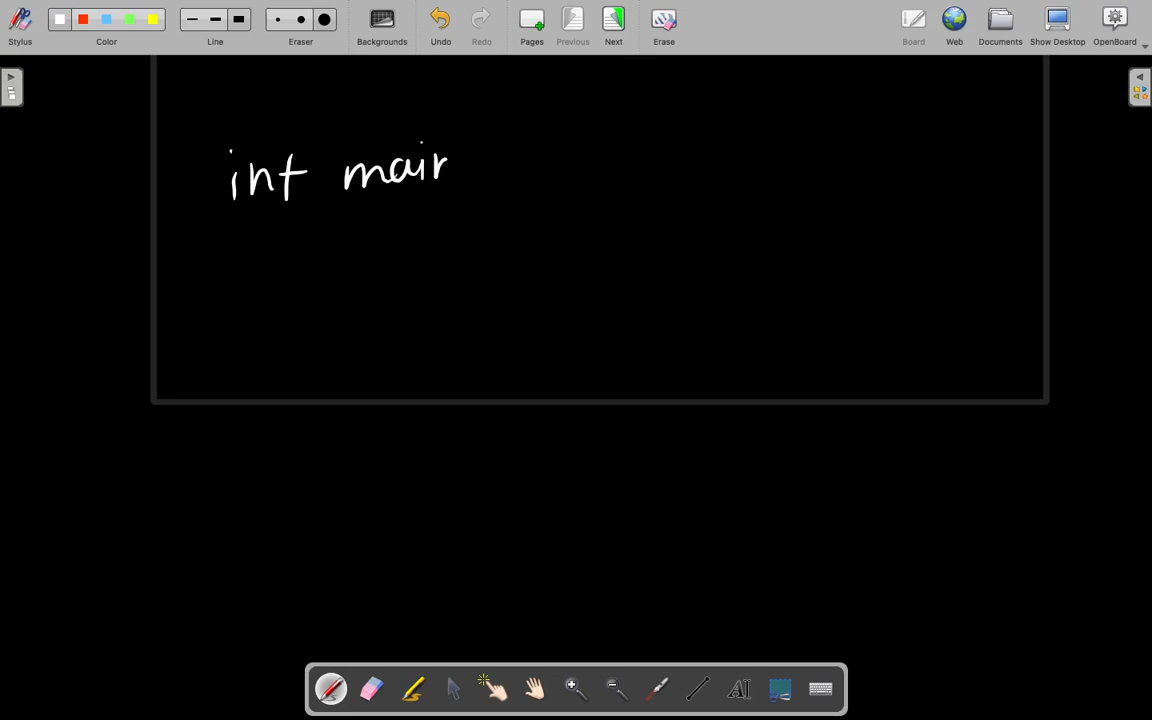 Stylus Color Line Eraser Backgrounds Undo Redo Pages Previous Next Erase Board Web Documents Show Desktop OpenBoard
int mair
AI